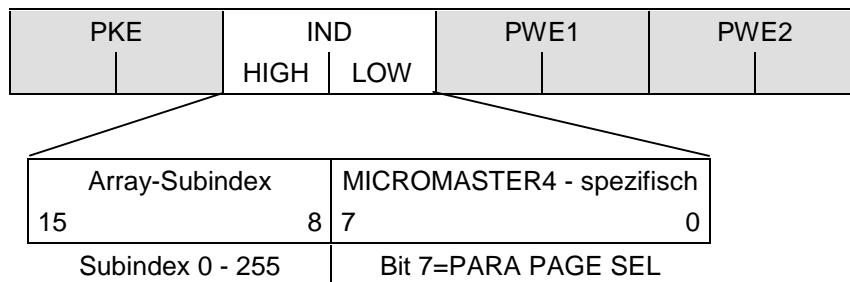 PKE IND PWE1 PWE2
HIGH LOW
Array-Subindex MICROMASTER4 - spezifisch
15 8 7 0
Subindex 0 - 255 Bit 7=PARA PAGE SEL